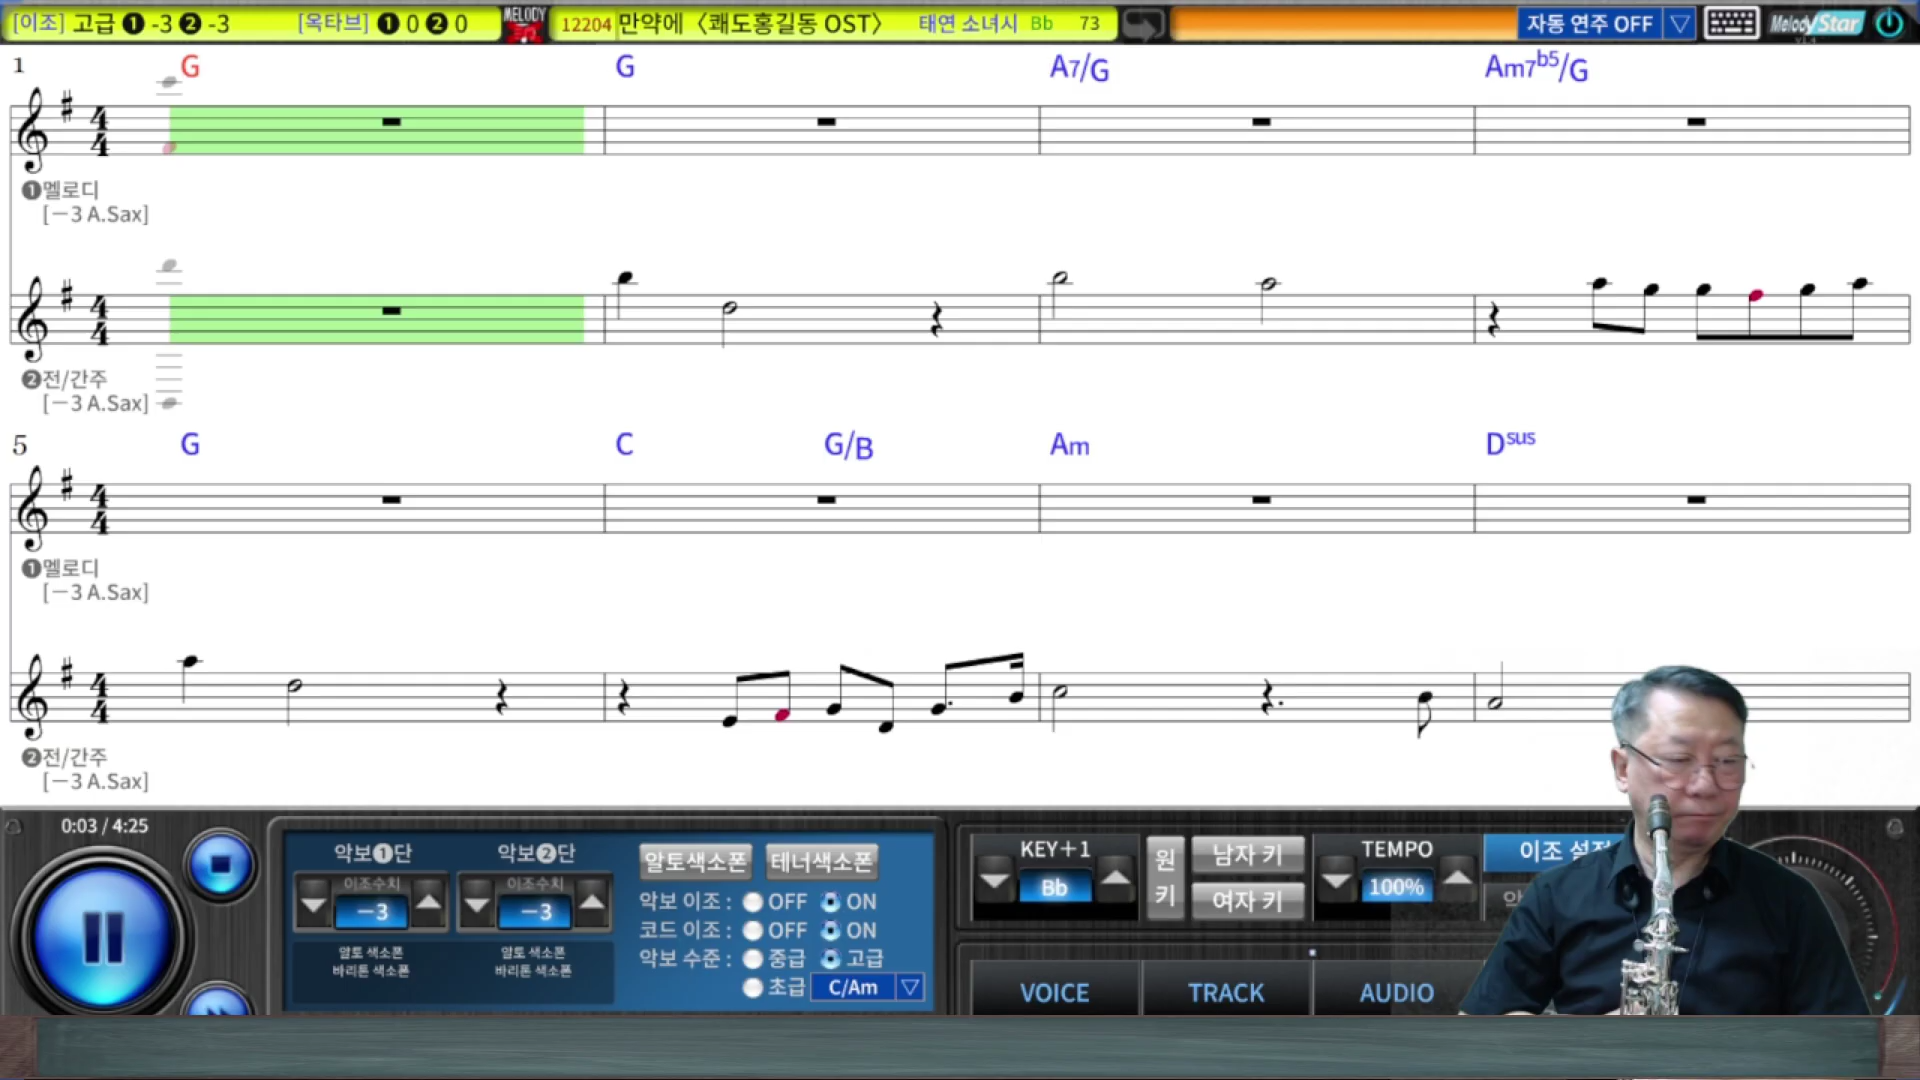 [이조] 고급 ❶ -3 ❷ -3 [옥타브] ❶ 0 ❷ 0 MELODY 12204 만약에〈쾌도홍길동 OST〉 태연 소녀시 Bb 73 자동 연주 OFF MelodyStar
1 G G A7/G Am7b5/G
❶멜로디
[-3 A.Sax]
❷전/간주
[-3 A.Sax]
5 G C G/B Am Dsus
❶멜로디
[-3 A.Sax]
❷전/간주
[-3 A.Sax]
0:03 / 4:25
악보❶단 악보❷단
이조수치 이조수치
-3 -3
알토 색소폰 알토 색소폰
바리톤 색소폰 바리톤 색소폰
알토색소폰 테너색소폰
악보 이조 : OFF ON
코드 이조 : OFF ON
악보 수준 : 중급 고급
초급 C/Am
KEY+1
Bb
원키
남자 키
여자 키
TEMPO
100%
이조 설정
악
VOICE TRACK AUDIO